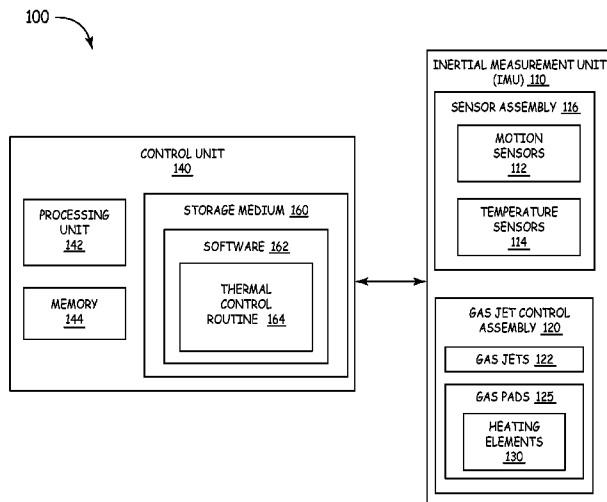 100
CONTROL UNIT
140
PROCESSING
UNIT
142
MEMORY
144
STORAGE MEDIUM 160
SOFTWARE 162
THERMAL
CONTROL
ROUTINE 164
INERTIAL MEASUREMENT UNIT
(IMU) 110
SENSOR ASSEMBLY 116
MOTION
SENSORS
112
TEMPERATURE
SENSORS
114
GAS JET CONTROL
ASSEMBLY 120
GAS JETS 122
GAS PADS 125
HEATING
ELEMENTS
130